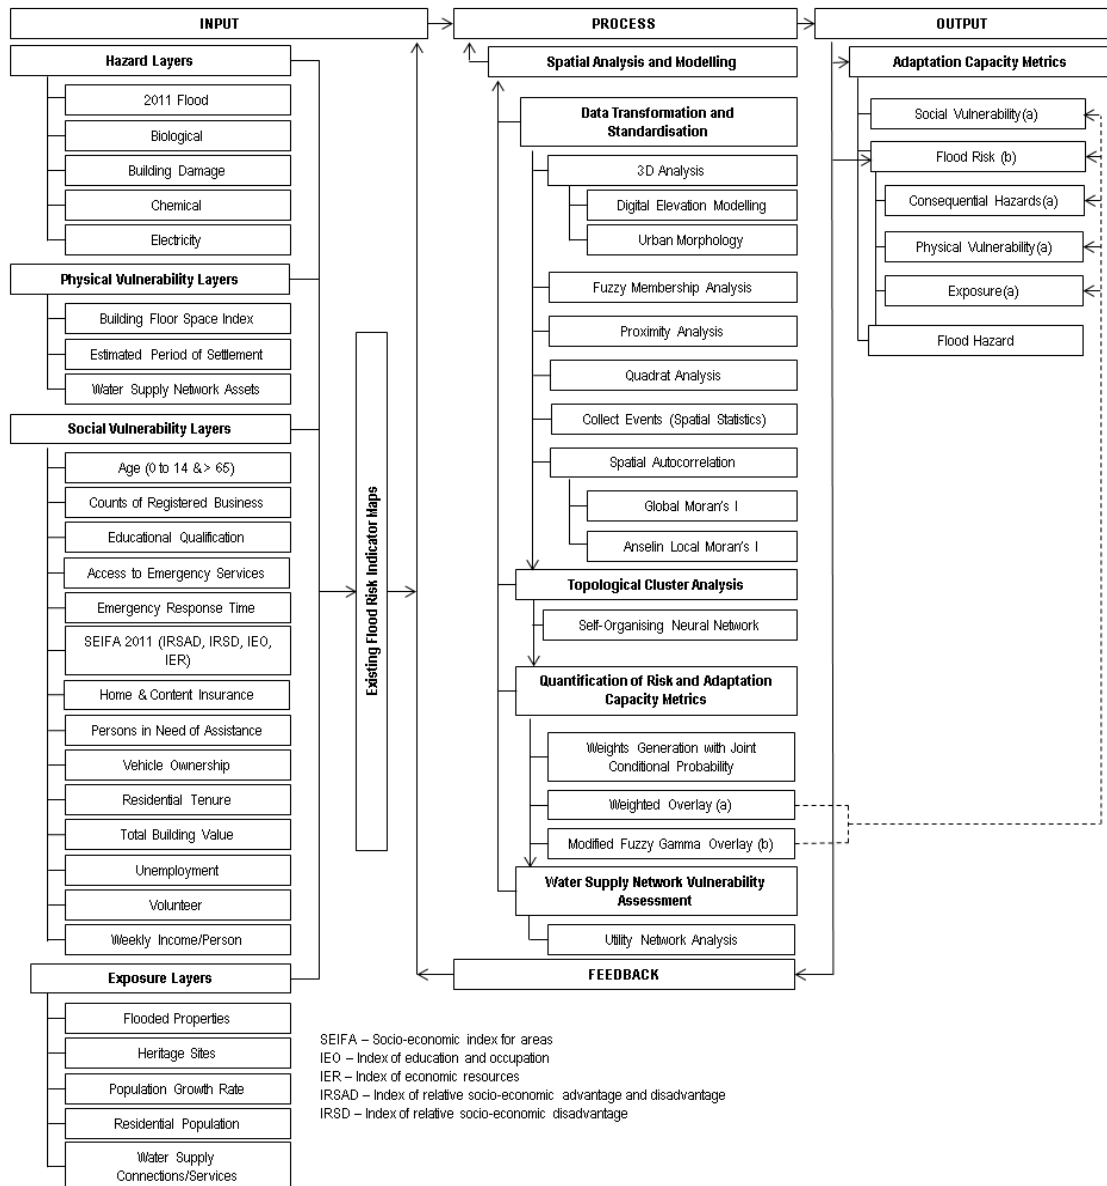 INPUT
PROCESS
OUTPUT
Hazard Layers
2011 Flood
Biological
Building Damage
Chemical
Electricity
Physical Vulnerability Layers
Building Floor Space Index
Estimated Period of Settlement
Water Supply Network Assets
Social Vulnerability Layers
Age (0 to 14 & > 65)
Counts of Registered Business
Educational Qualification
Access to Emergency Services
Emergency Response Time
SEIFA 2011 (IRSAD, IRSD, IEO,
IER)
Home & Content Insurance
Persons in Need of Assistance
Vehicle Ownership
Residential Tenure
Total Building Value
Unemployment
Volunteer
Weekly Income/Person
Exposure Layers
Flooded Properties
Heritage Sites
Population Growth Rate
Residential Population
Water Supply
Connections/Services
Existing Flood Risk Indicator Maps
Spatial Analysis and Modelling
Data Transformation and
Standardisation
3D Analysis
Digital Elevation Modelling
Urban Morphology
Fuzzy Membership Analysis
Proximity Analysis
Quadrat Analysis
Collect Events (Spatial Statistics)
Spatial Autocorrelation
Global Moran's I
Anselin Local Moran's I
Topological Cluster Analysis
Self-Organising Neural Network
Quantification of Risk and Adaptation
Capacity Metrics
Weights Generation with Joint
Conditional Probability
Weighted Overlay (a)
Modified Fuzzy Gamma Overlay (b)
Water Supply Network Vulnerability
Assessment
Utility Network Analysis
FEEDBACK
Adaptation Capacity Metrics
Social Vulnerability (a)
Flood Risk (b)
Consequential Hazards (a)
Physical Vulnerability (a)
Exposure (a)
Flood Hazard
SEIFA – Socio-economic index for areas
IEO – Index of education and occupation
IER – Index of economic resources
IRSAD – Index of relative socio-economic advantage and disadvantage
IRSD – Index of relative socio-economic disadvantage